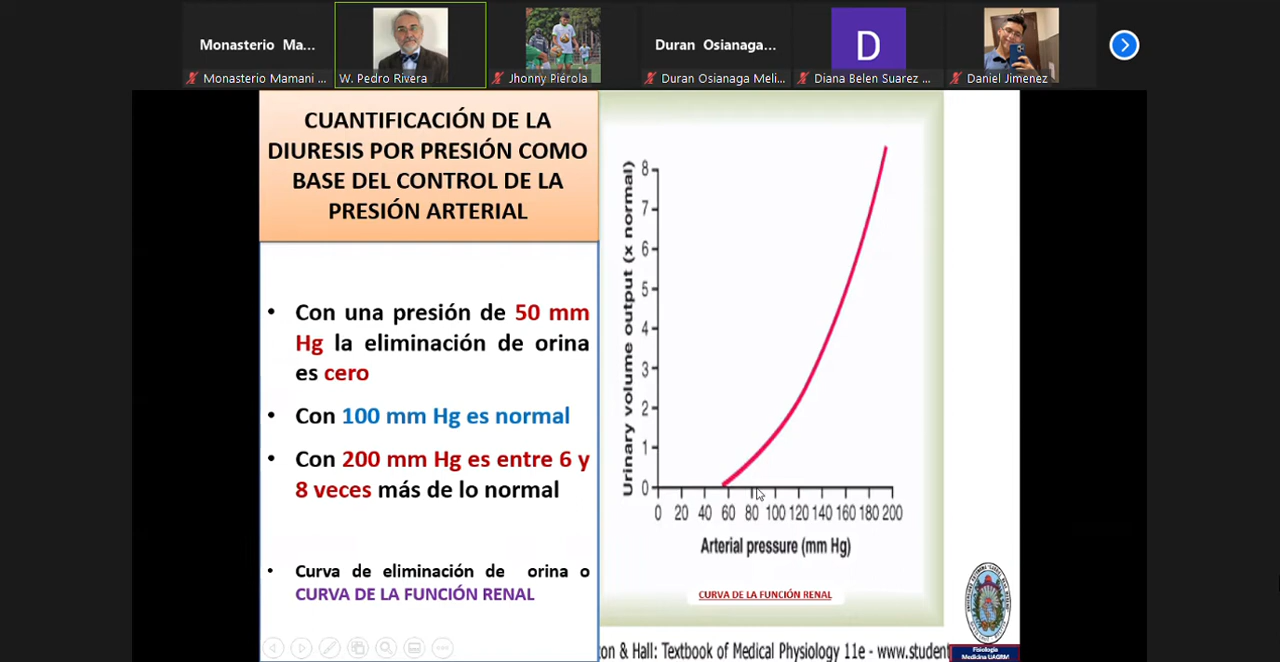 Monasterio Ma...
Duran Osianaga...
D
Monasterio Mamani ...
W. Pedro Rivera
Jhonny Piérola
Duran Osianaga Meli...
Diana Belen Suarez ...
Daniel Jimenez
CUANTIFICACIÓN DE LA
DIURESIS POR PRESIÓN COMO
BASE DEL CONTROL DE LA
PRESIÓN ARTERIAL
• Con una presión de 50 mm
Hg la eliminación de orina
es cero
• Con 100 mm Hg es normal
• Con 200 mm Hg es entre 6 y
8 veces más de lo normal
• Curva de eliminación de orina o
CURVA DE LA FUNCIÓN RENAL
Urinary volume output (x normal)
8
7
6
5
4
3
2
1
0
0 20 40 60 80 100 120 140 160 180 200
Arterial pressure (mm Hg)
CURVA DE LA FUNCIÓN RENAL
on & Hall: Textbook of Medical Physiology 11e - www.student
Fisiología
Medicina UAGRM